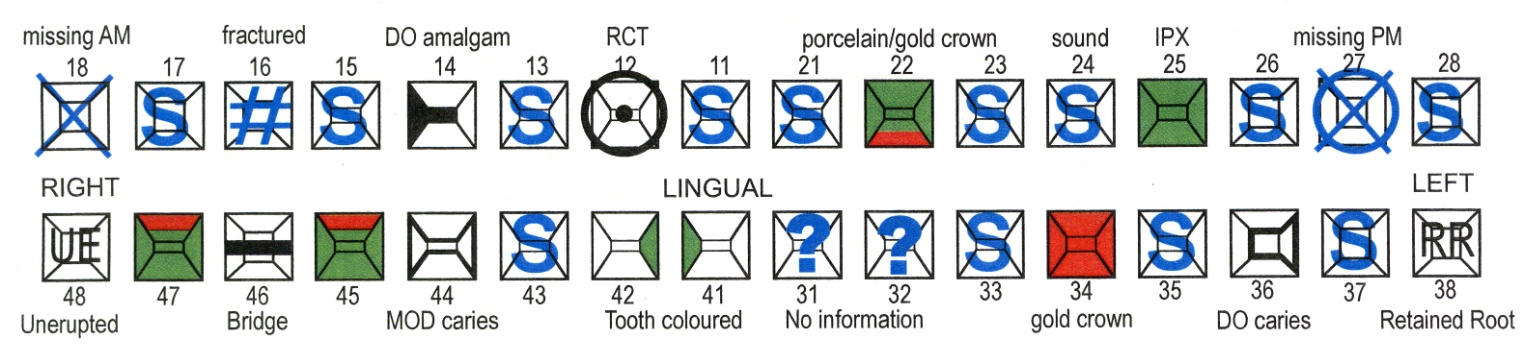 missing AM fractured DO amalgam RCT porcelain/gold crown sound IPX missing PM
18 17 16 15 14 13 12 11 21 22 23 24 25 26 27 28
S # S S S S S S S S S
RIGHT LINGUAL LEFT
UE S ? ? S S S RR
48 47 46 45 44 43 42 41 31 32 33 34 35 36 37 38
Unerupted Bridge MOD caries Tooth coloured No information gold crown DO caries Retained Root